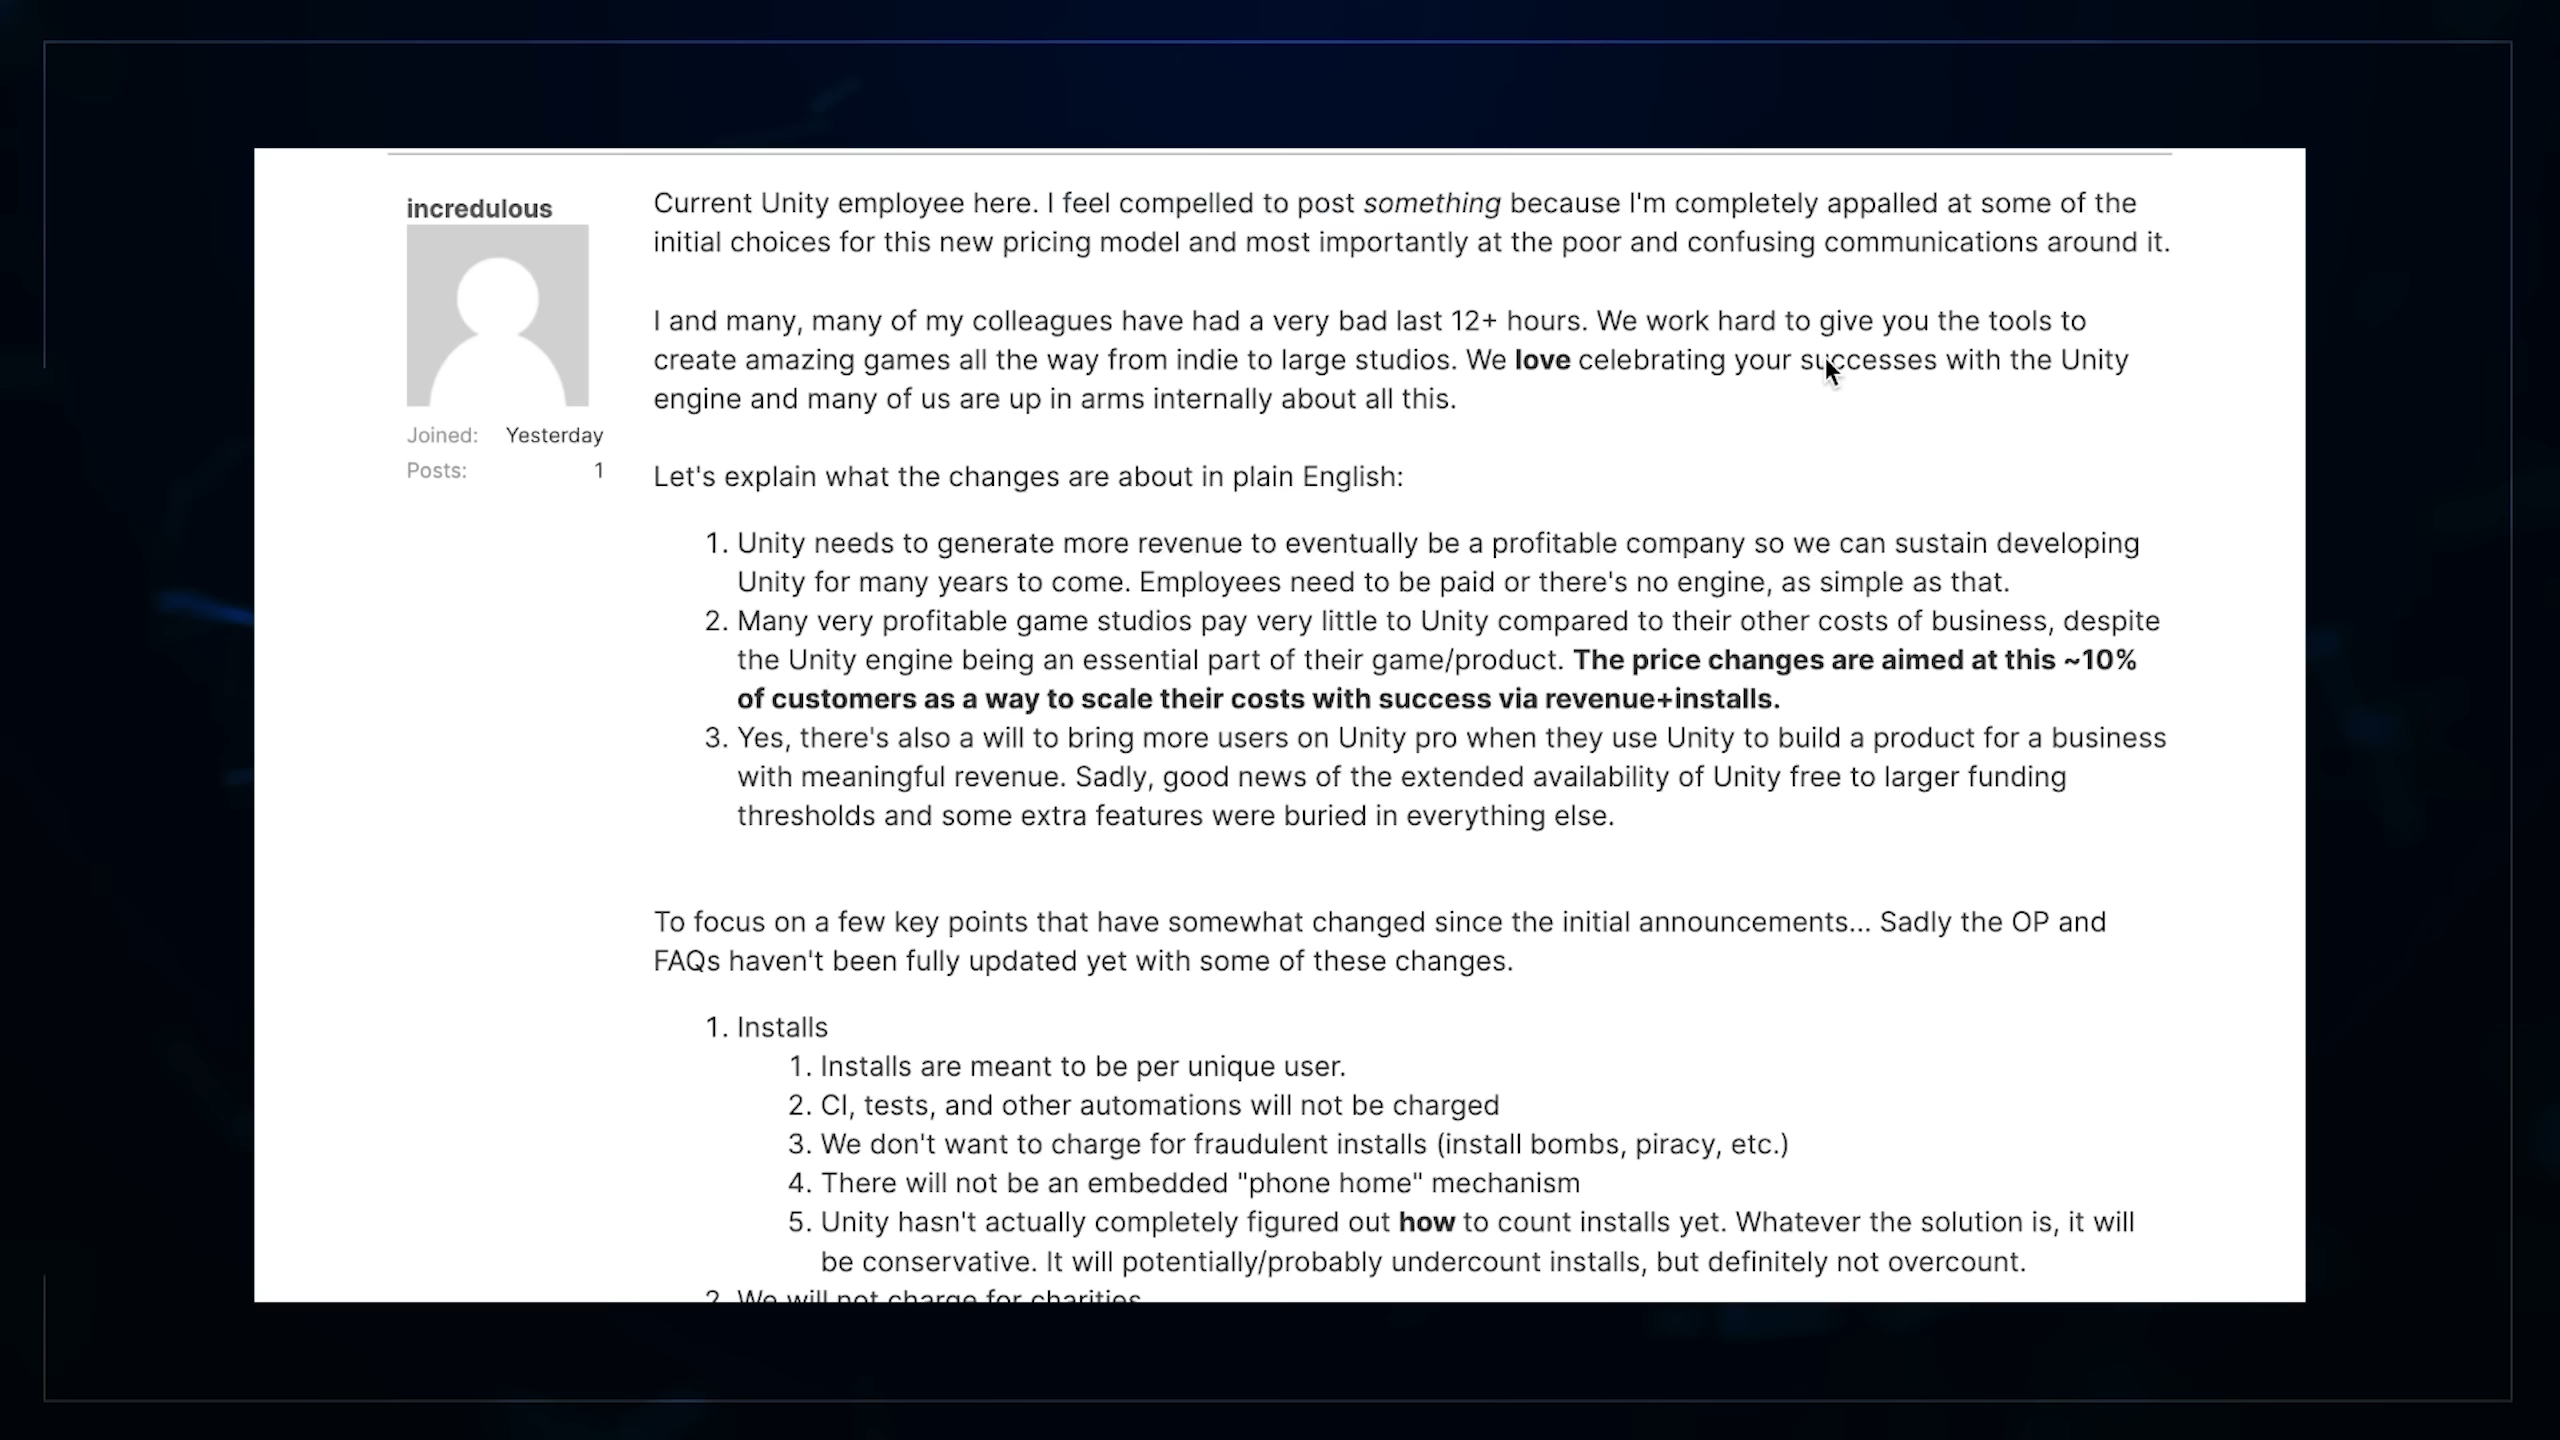 incredulous
Joined: Yesterday
Posts: 1
Current Unity employee here. I feel compelled to post something because I'm completely appalled at some of the
initial choices for this new pricing model and most importantly at the poor and confusing communications around it.
I and many, many of my colleagues have had a very bad last 12+ hours. We work hard to give you the tools to
create amazing games all the way from indie to large studios. We love celebrating your successes with the Unity
engine and many of us are up in arms internally about all this.
Let's explain what the changes are about in plain English:
1. Unity needs to generate more revenue to eventually be a profitable company so we can sustain developing
Unity for many years to come. Employees need to be paid or there's no engine, as simple as that.
2. Many very profitable game studios pay very little to Unity compared to their other costs of business, despite
the Unity engine being an essential part of their game/product. The price changes are aimed at this ~10%
of customers as a way to scale their costs with success via revenue+installs.
3. Yes, there's also a will to bring more users on Unity pro when they use Unity to build a product for a business
with meaningful revenue. Sadly, good news of the extended availability of Unity free to larger funding
thresholds and some extra features were buried in everything else.
To focus on a few key points that have somewhat changed since the initial announcements... Sadly the OP and
FAQs haven't been fully updated yet with some of these changes.
1. Installs
1. Installs are meant to be per unique user.
2. CI, tests, and other automations will not be charged
3. We don't want to charge for fraudulent installs (install bombs, piracy, etc.)
4. There will not be an embedded "phone home" mechanism
5. Unity hasn't actually completely figured out how to count installs yet. Whatever the solution is, it will
be conservative. It will potentially/probably undercount installs, but definitely not overcount.
2. We will not charge for charities